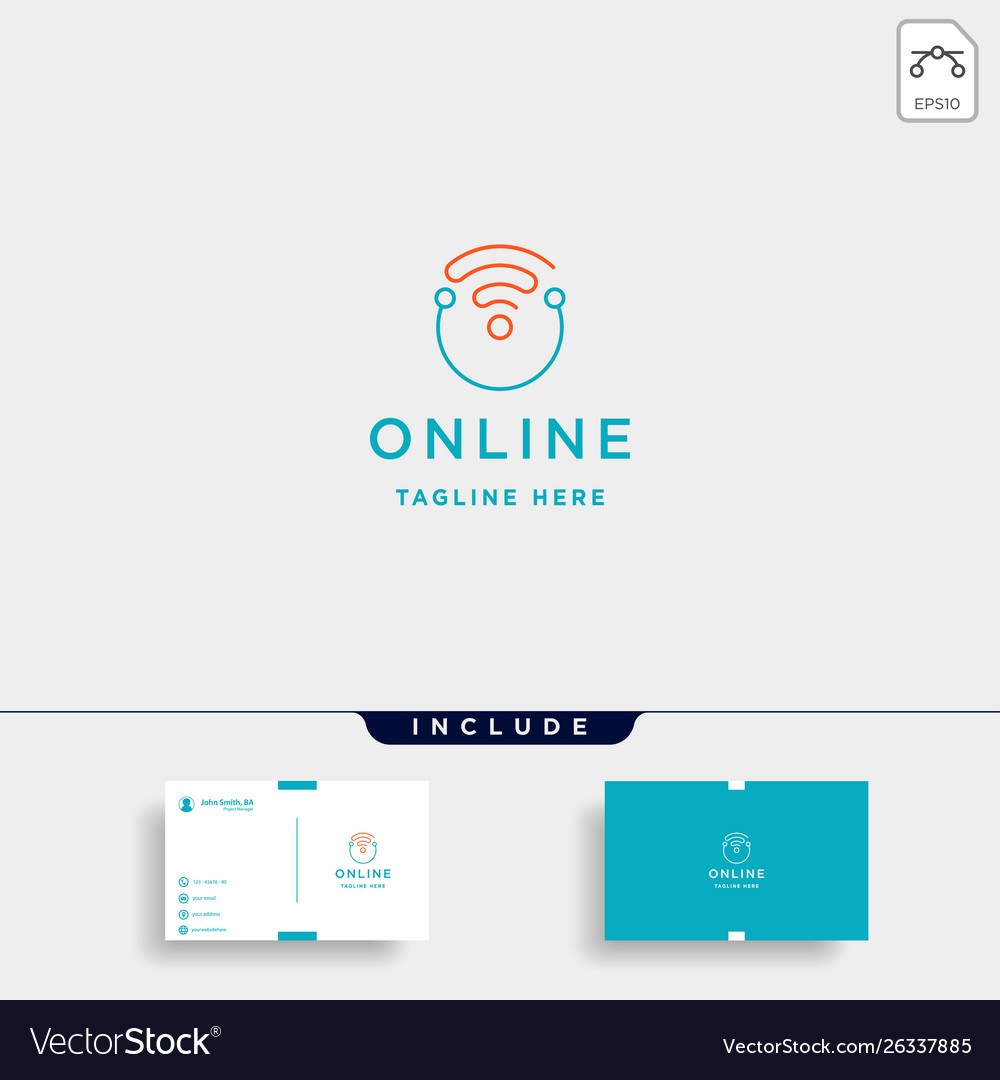 EPS10
ONLINE
TAGLINE HERE
INCLUDE
John Smith, BA
Project Manager
123 - 45678 - 90
your email
your address
yourwebsitehere
ONLINE
TAGLINE HERE
ONLINE
TAGLINE HERE
VectorStock®
VectorStock.com/26337885